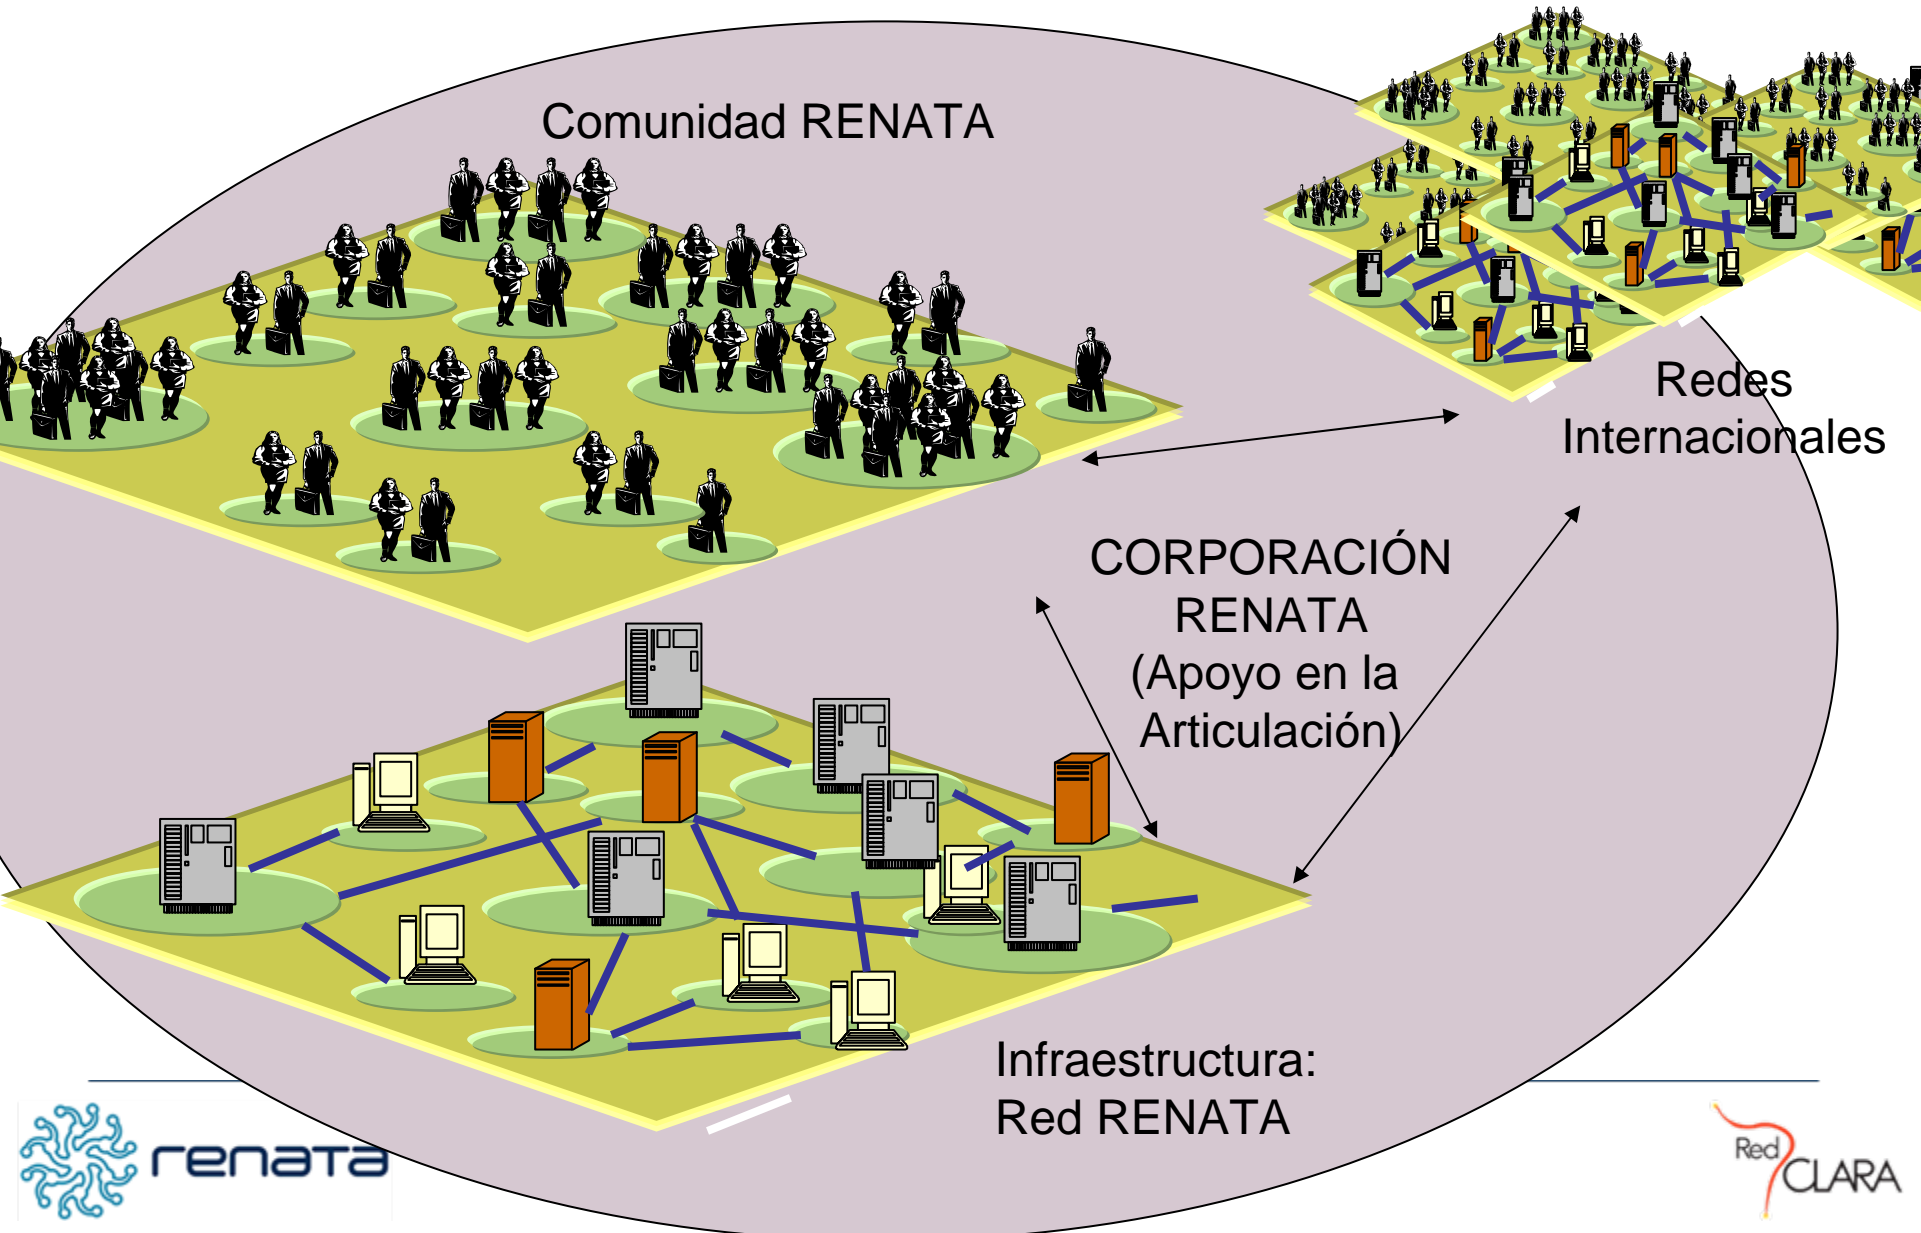 Comunidad RENATA
Redes
Internacionales
CORPORACIÓN
RENATA
(Apoyo en la
Articulación)
Infraestructura:
Red RENATA
renata
Red
CLARA